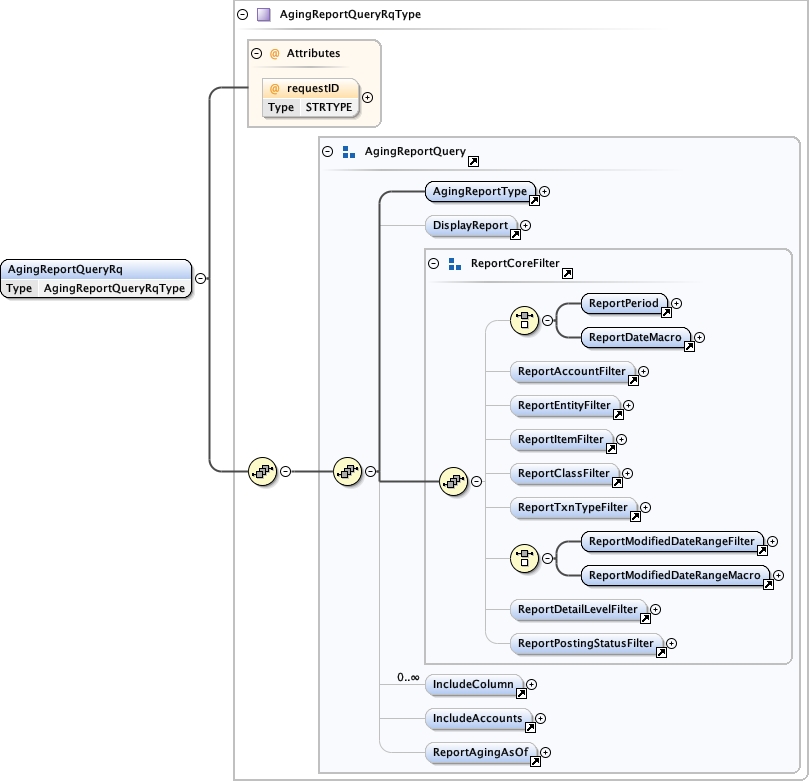 AgingReportQueryRqType
@ Attributes
@ requestID
Type STRTYPE
AgingReportQuery
AgingReportType
DisplayReport
ReportCoreFilter
AgingReportQueryRq
Type AgingReportQueryRqType
ReportPeriod
ReportDateMacro
ReportAccountFilter
ReportEntityFilter
ReportItemFilter
ReportClassFilter
ReportTxnTypeFilter
ReportModifiedDateRangeFilter
ReportModifiedDateRangeMacro
ReportDetailLevelFilter
ReportPostingStatusFilter
0..∞
IncludeColumn
IncludeAccounts
ReportAgingAsOf